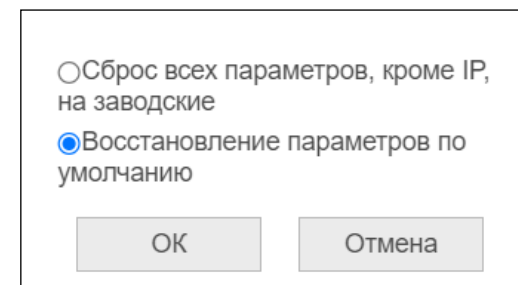 Сброс всех параметров, кроме IP,
на заводские
Восстановление параметров по
умолчанию
ОК
Отмена